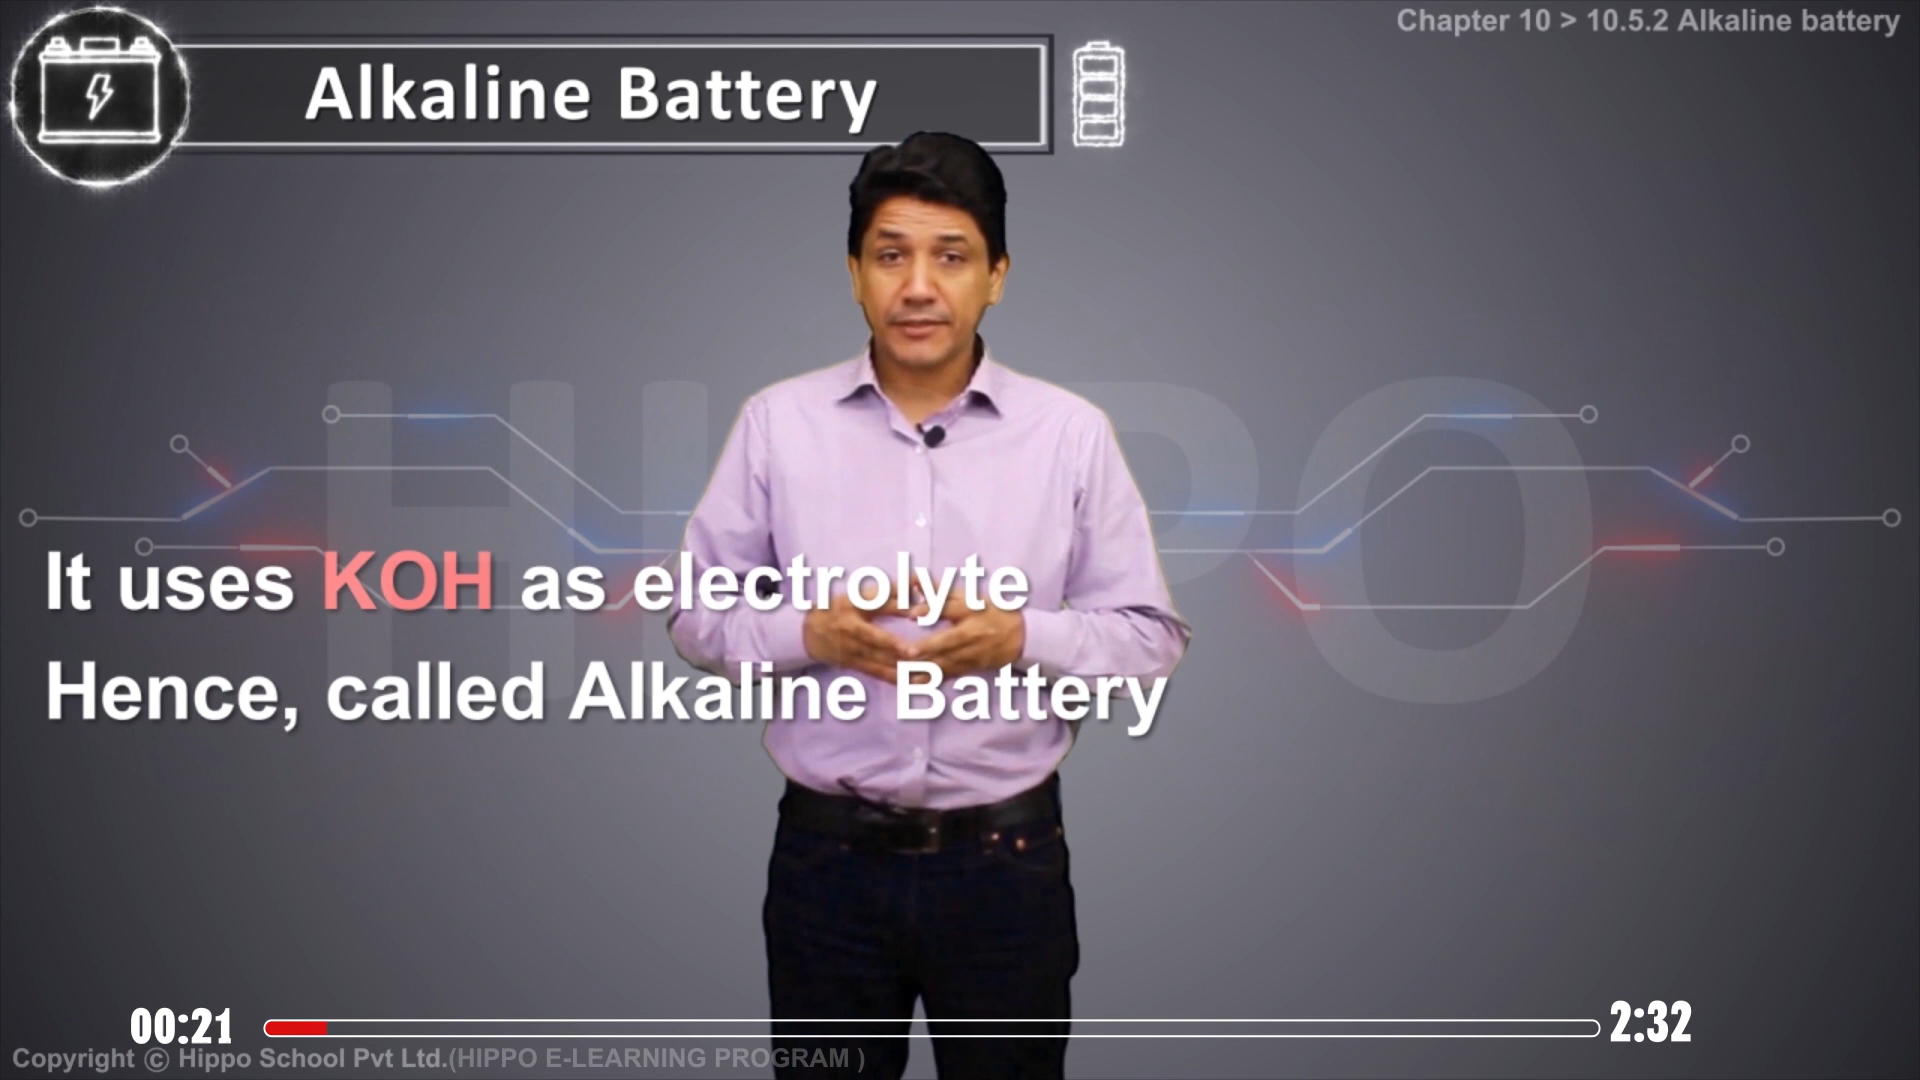 Chapter 10 > 10.5.2 Alkaline battery
Alkaline Battery
HIPPO
It uses KOH as electrolyte
Hence, called Alkaline Battery
00:21
2:32
Copyright © Hippo School Pvt Ltd.(HIPPO E-LEARNING PROGRAM )